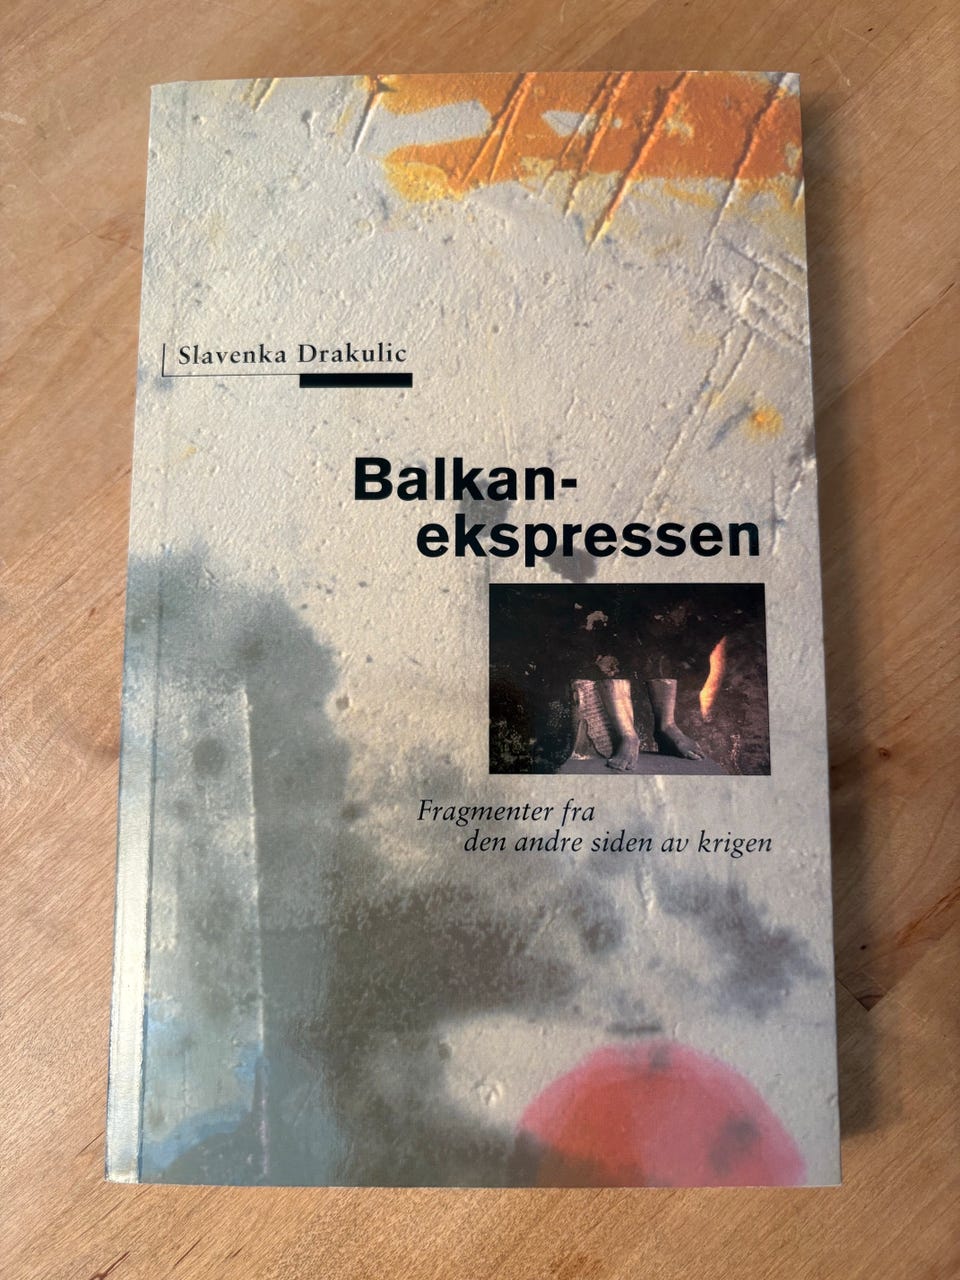 Slavenka Drakulic
Balkan-
ekspressen
Fragmenter fra
den andre siden av krigen